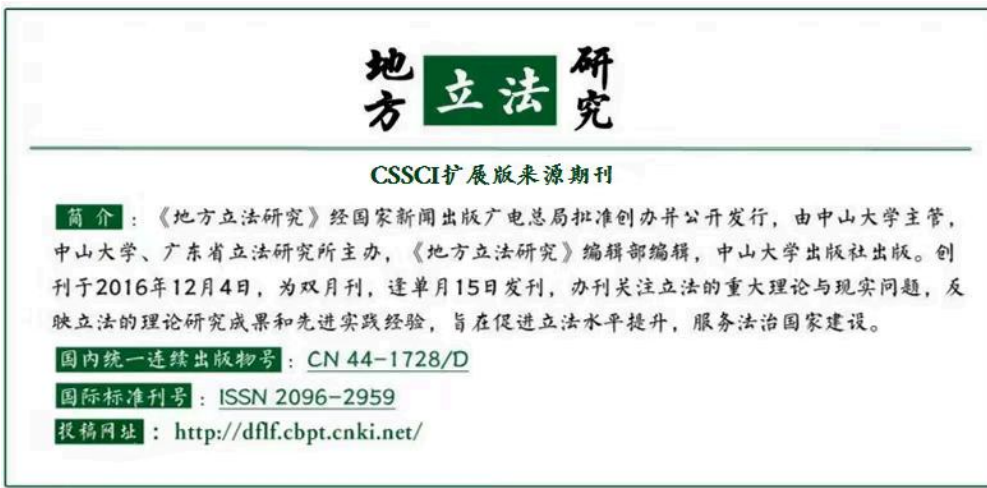 地方立法研究
CSSCI扩展版来源期刊
简介：《地方立法研究》经国家新闻出版广电总局批准创办并公开发行，由中山大学主管，
中山大学、广东省立法研究所主办，《地方立法研究》编辑部编辑，中山大学出版社出版。创
刊于2016年12月4日，为双月刊，逢单月15日发刊，办刊关注立法的重大理论与现实问题，反
映立法的理论研究成果和先进实践经验，旨在促进立法水平提升，服务法治国家建设。
国内统一连续出版物号：CN 44-1728/D
国际标准刊号：ISSN 2096-2959
投稿网址：http://dflf.cbpt.cnki.net/